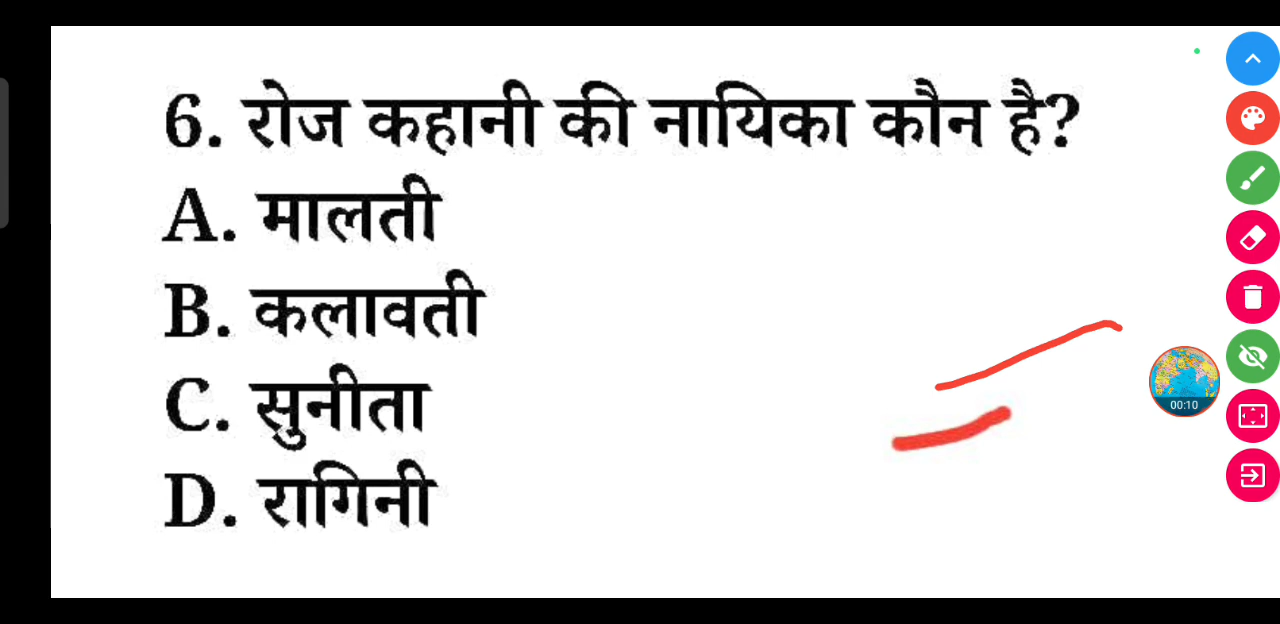 6. रोज कहानी की नायिका कौन है?
A. मालती
B. कलावती
C. सुनीता
D. रागिनी
00:10